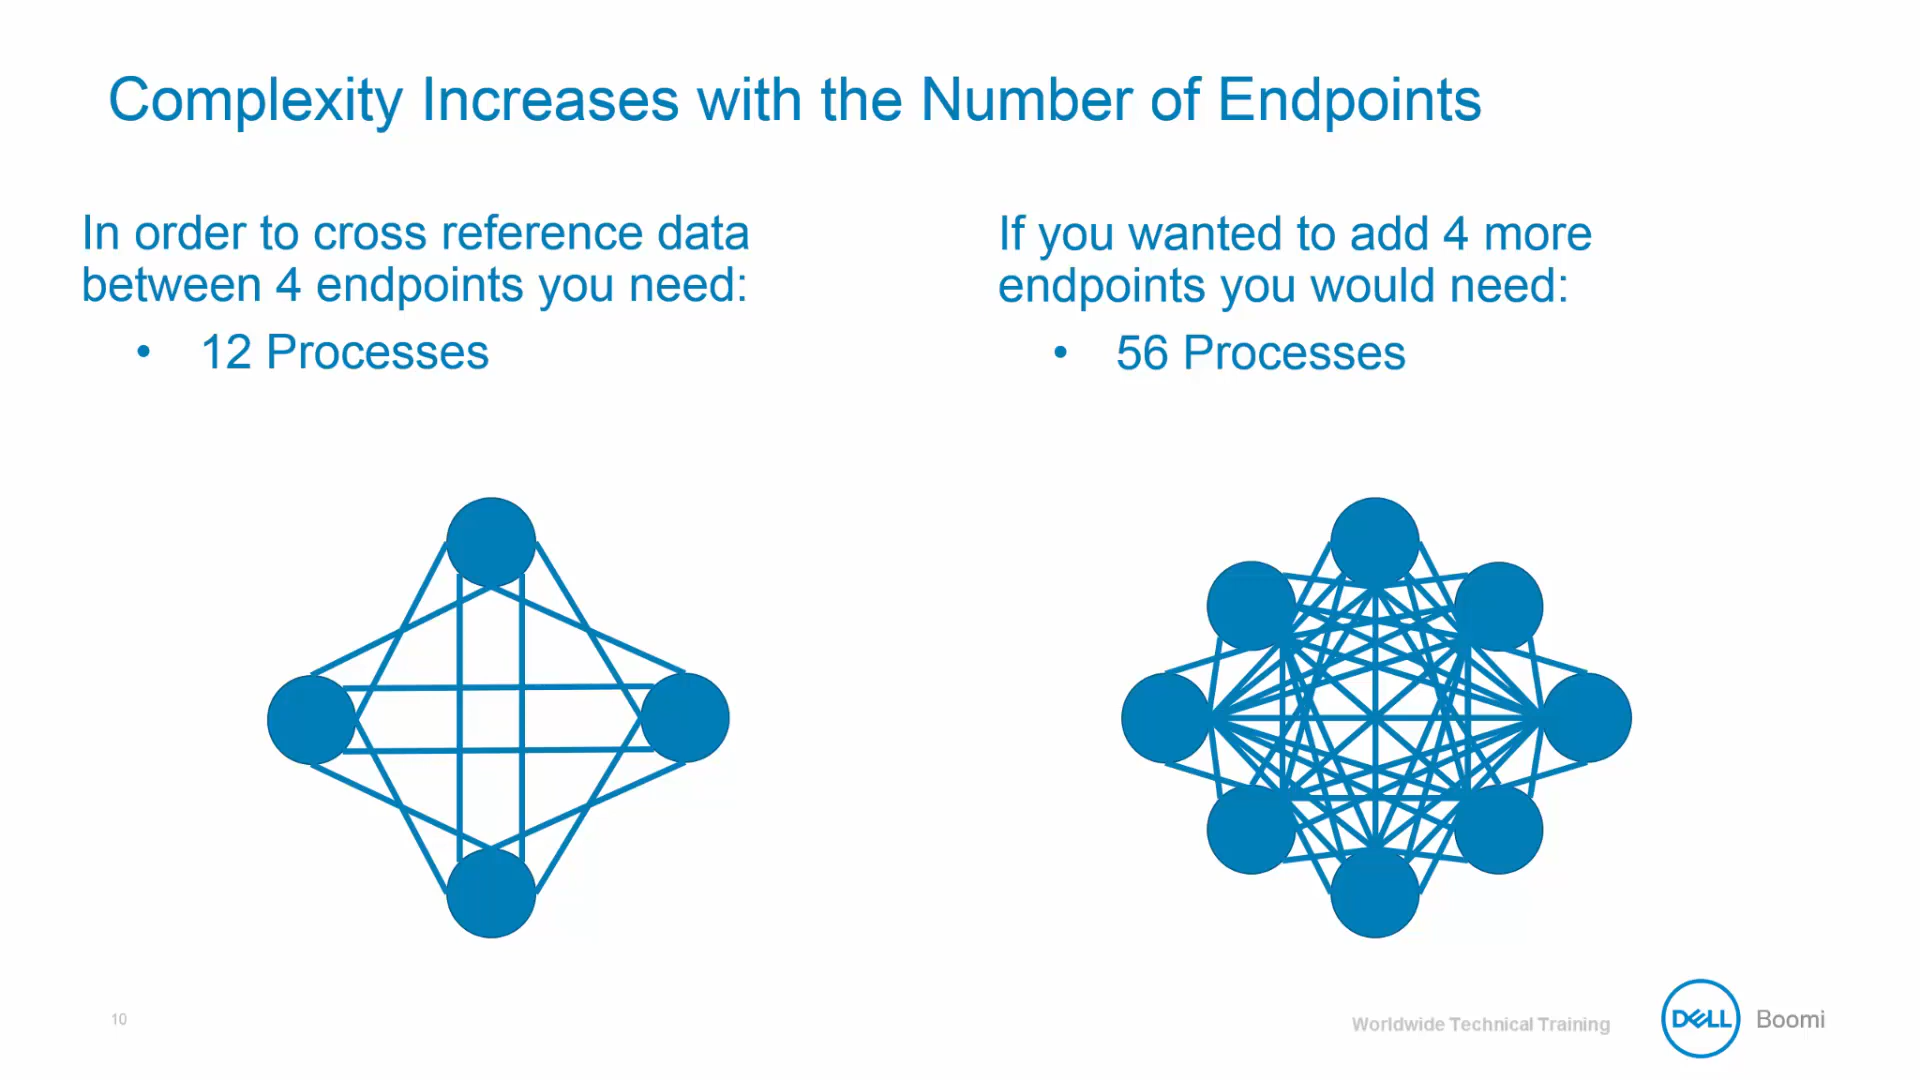 Complexity Increases with the Number of Endpoints
In order to cross reference data
between 4 endpoints you need:
• 12 Processes
If you wanted to add 4 more
endpoints you would need:
• 56 Processes
10
Worldwide Technical Training
DELL Boomi